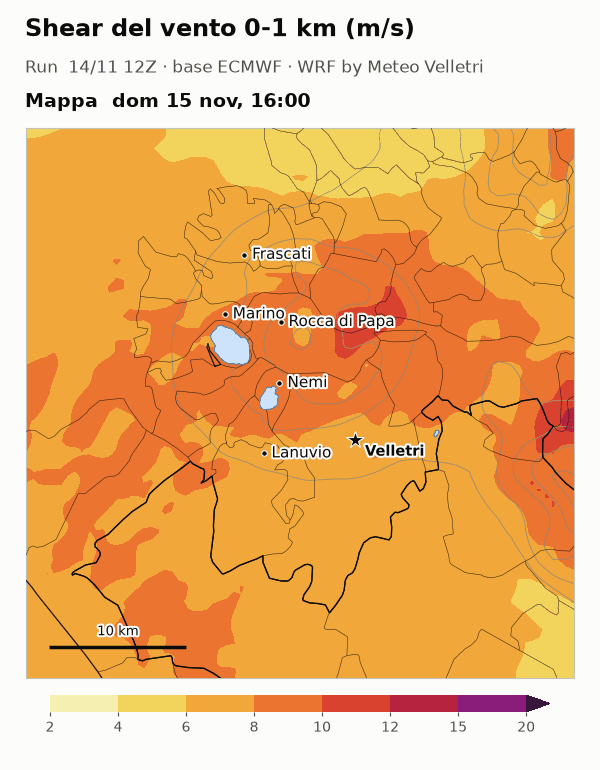 Shear del vento 0-1 km (m/s)
Run 14/11 12Z · base ECMWF · WRF by Meteo Velletri
Mappa dom 15 nov, 16:00
Frascati
Marino
Rocca di Papa
Nemi
Velletri
Lanuvio
10 km
2 4 6 8 10 12 15 20